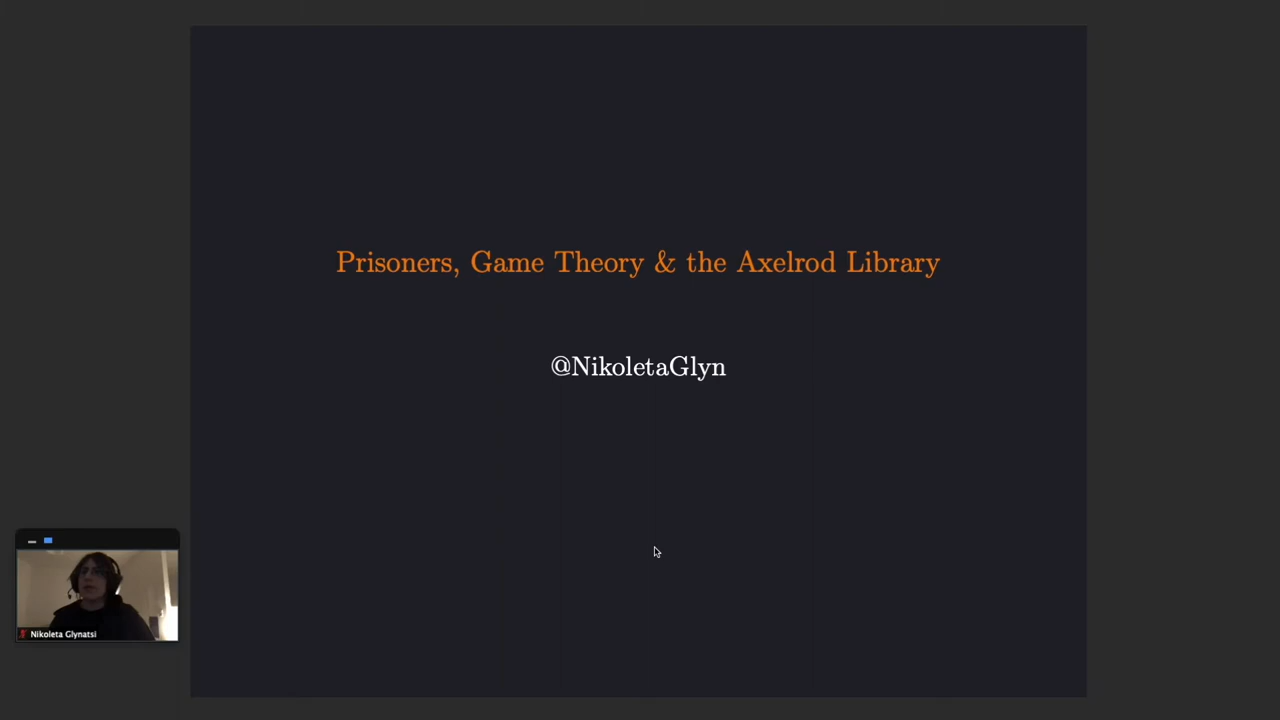 Prisoners, Game Theory & the Axelrod Library
@NikoletaGlyn
Nikoleta Glynatsi